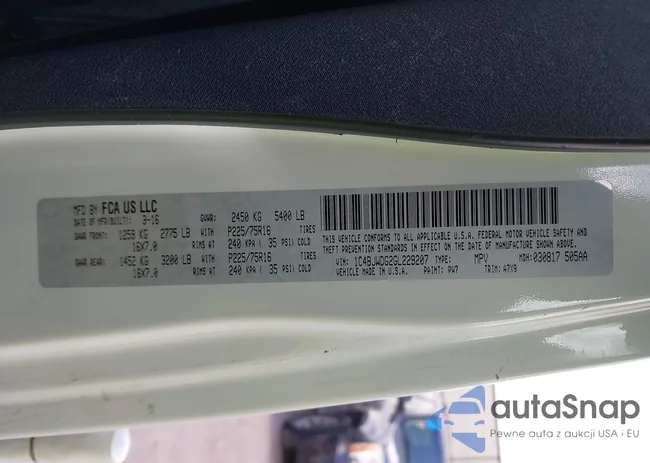 MFD BY FCA US LLC
DATE OF MFR(BUILT): 3-16 GVWR: 2450 KG 5400 LB
GAWR FRONT: 1259 KG 2775 LB WITH P225/75R16 TIRES
16X7.0 RIMS AT 240 KPA ( 35 PSI) COLD
GAWR REAR: 1452 KG 3200 LB WITH P225/75R16 TIRES
16X7.0 RIMS AT 240 KPA ( 35 PSI) COLD
THIS VEHICLE CONFORMS TO ALL APPLICABLE U.S.A. FEDERAL MOTOR VEHICLE SAFETY AND
THEFT PREVENTION STANDARDS IN EFFECT ON THE DATE OF MANUFACTURE SHOWN ABOVE.
VIN: 1C4BJWDG2GL229207 TYPE: MPV MDH: 030817 505AA
MADE IN U.S.A. PAINT: PW7 TRIM: A7X9
autaSnap
Pewne auta z aukcji USA i EU